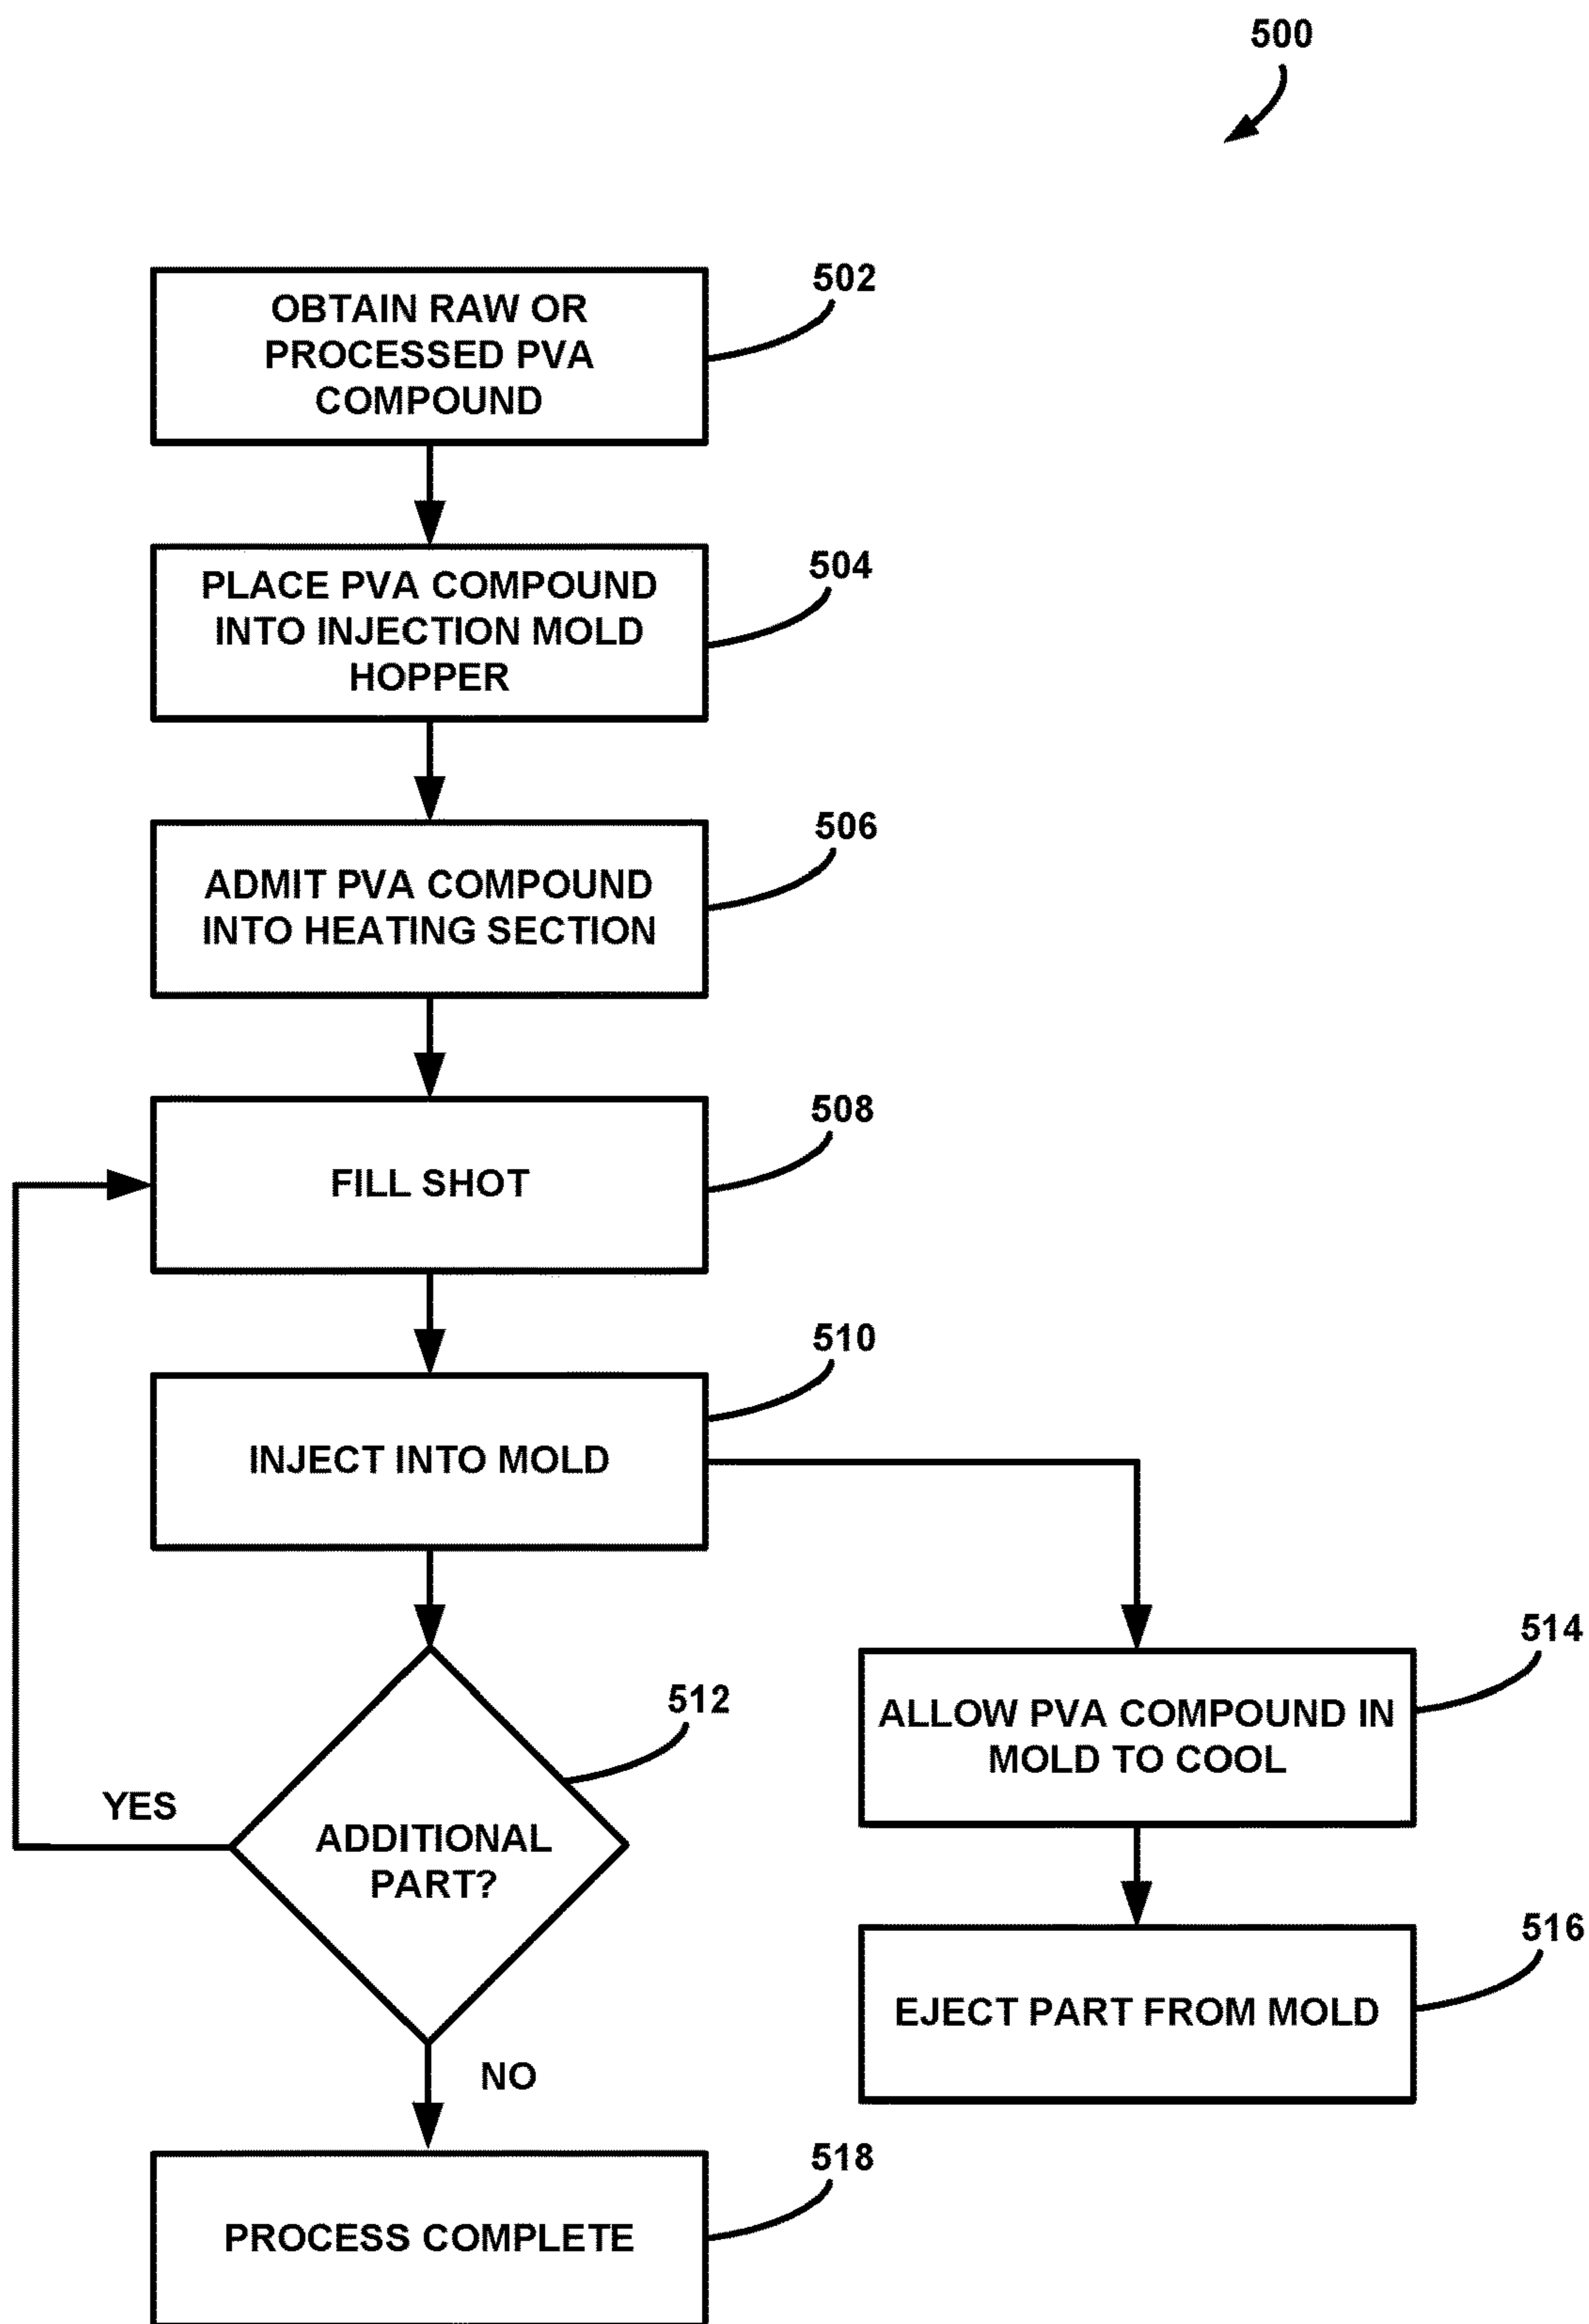 500
502
OBTAIN RAW OR
PROCESSED PVA
COMPOUND
504
PLACE PVA COMPOUND
INTO INJECTION MOLD
HOPPER
506
ADMIT PVA COMPOUND
INTO HEATING SECTION
508
FILL SHOT
510
INJECT INTO MOLD
512
ADDITIONAL
PART?
YES
NO
514
ALLOW PVA COMPOUND IN
MOLD TO COOL
516
EJECT PART FROM MOLD
518
PROCESS COMPLETE